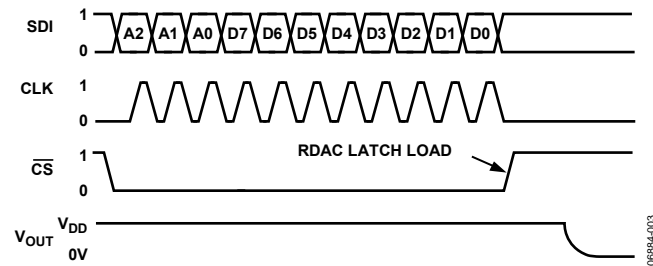 SDI 1 0 A2 A1 A0 D7 D6 D5 D4 D3 D2 D1 D0
CLK 1 0
CS 1 0 RDAC LATCH LOAD
VOUT VDD 0V
06884-003